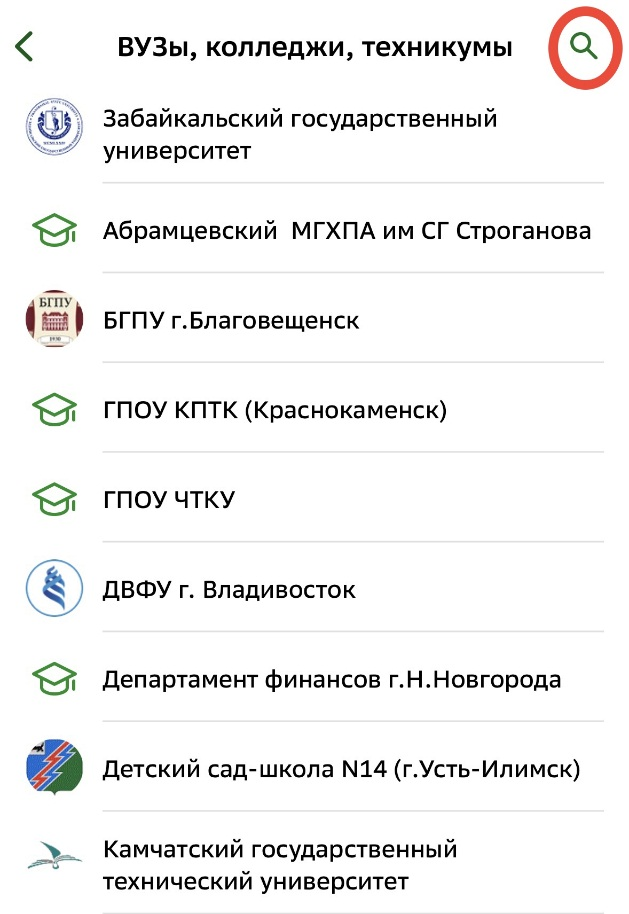 ВУЗы, колледжи, техникумы
Забайкальский государственный
университет
Абрамцевский МГХПА им СГ Строганова
БГПУ
1930
БГПУ г.Благовещенск
ГПОУ КПТК (Краснокаменск)
ГПОУ ЧТКУ
ДВФУ г. Владивосток
Департамент финансов г.Н.Новгорода
Детский сад-школа N14 (г.Усть-Илимск)
Камчатский государственный
технический университет